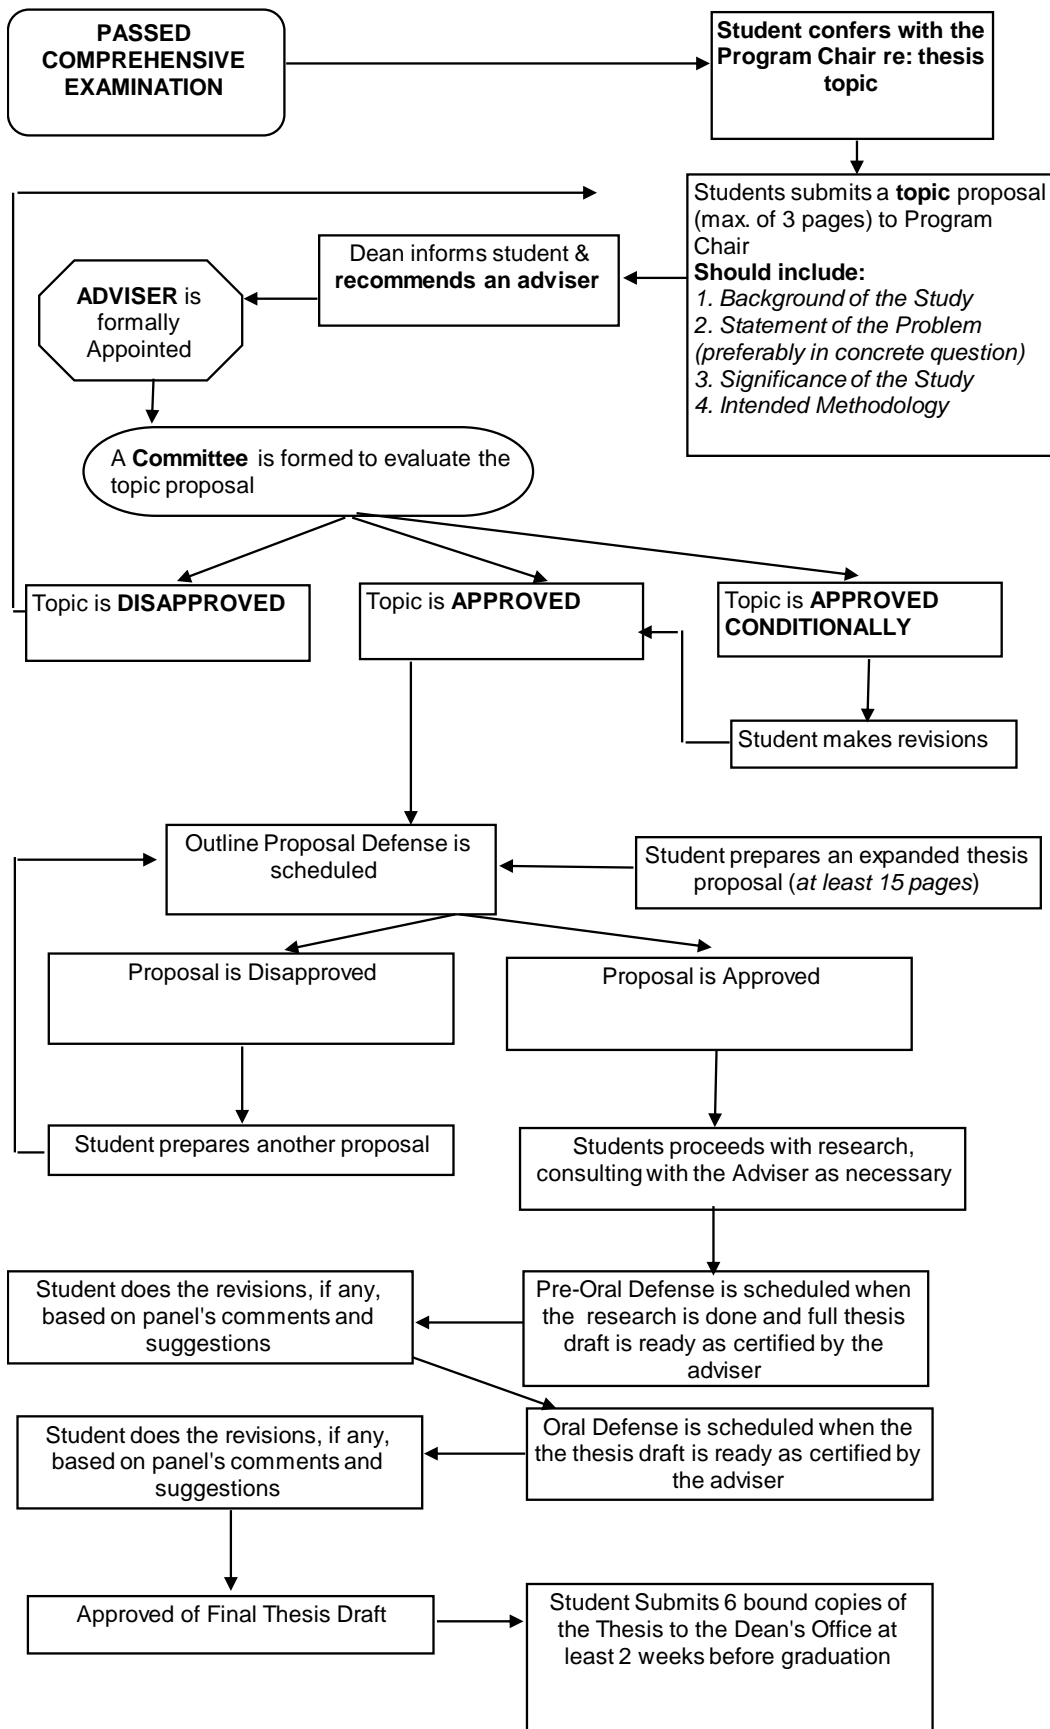 PASSED
COMPREHENSIVE
EXAMINATION
Student confers with the
Program Chair re: thesis
topic
Students submits a topic proposal
(max. of 3 pages) to Program
Chair
Should include:
1. Background of the Study
2. Statement of the Problem
(preferably in concrete question)
3. Significance of the Study
4. Intended Methodology
Dean informs student &
recommends an adviser
ADVISER is
formally
Appointed
A Committee is formed to evaluate the
topic proposal
Topic is DISAPPROVED
Topic is APPROVED
Topic is APPROVED
CONDITIONALLY
Student makes revisions
Outline Proposal Defense is
scheduled
Student prepares an expanded thesis
proposal (at least 15 pages)
Proposal is Disapproved
Proposal is Approved
Student prepares another proposal
Students proceeds with research,
consulting with the Adviser as necessary
Pre-Oral Defense is scheduled when
the research is done and full thesis
draft is ready as certified by the
adviser
Student does the revisions, if any,
based on panel's comments and
suggestions
Oral Defense is scheduled when the
the thesis draft is ready as certified by
the adviser
Student does the revisions, if any,
based on panel's comments and
suggestions
Approved of Final Thesis Draft
Student Submits 6 bound copies of
the Thesis to the Dean's Office at
least 2 weeks before graduation